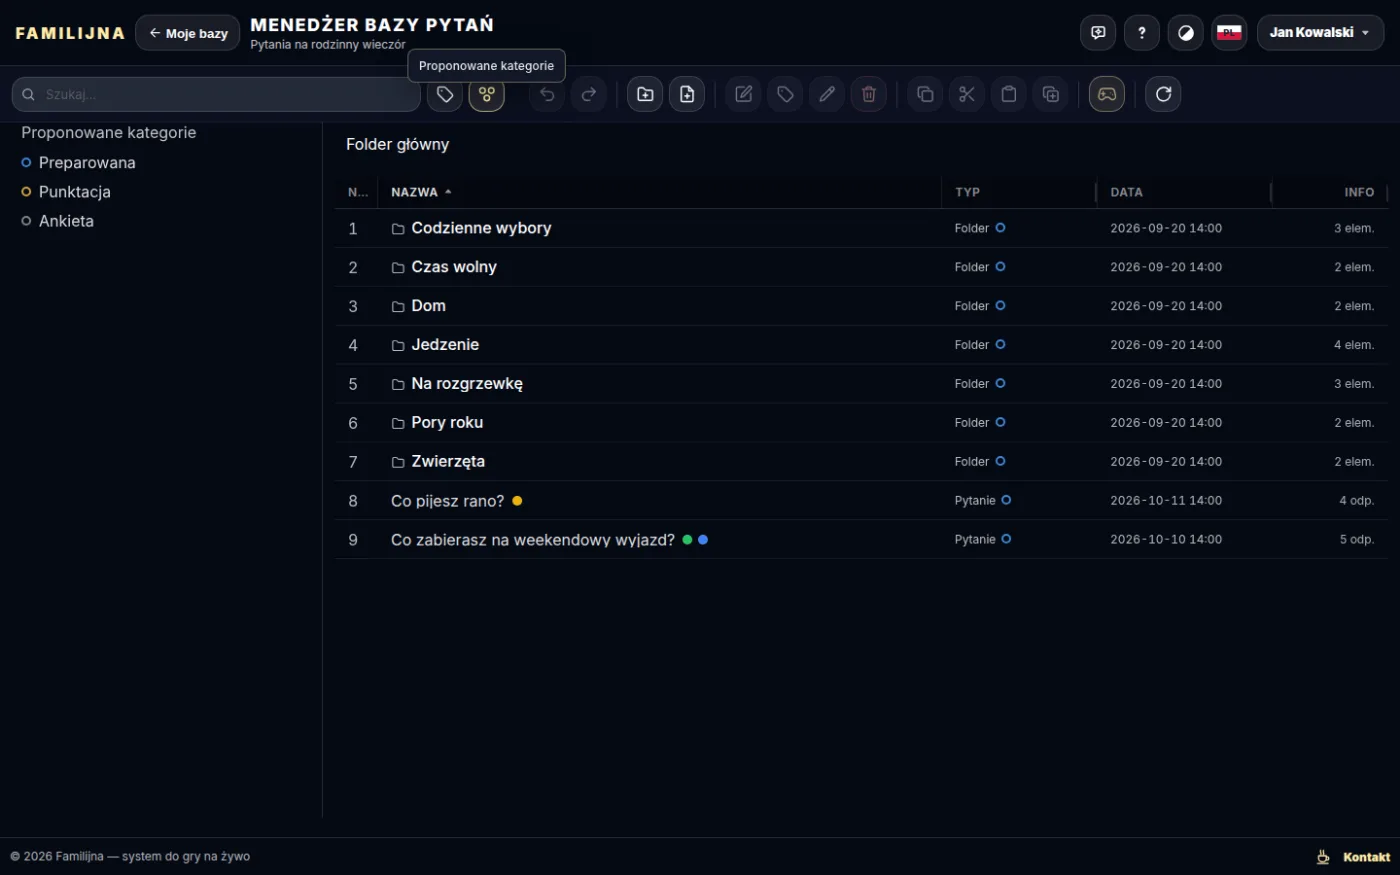 FAMILIJNA
← Moje bazy
MENEDŻER BAZY PYTAŃ
Pytania na rodzinny wieczór
?
PL
Jan Kowalski
Proponowane kategorie
Szukaj...
Proponowane kategorie
Preparowana
Punktacja
Ankieta
Folder główny
N... NAZWA TYP DATA INFO
1 Codzienne wybory Folder 2026-09-20 14:00 3 elem.
2 Czas wolny Folder 2026-09-20 14:00 2 elem.
3 Dom Folder 2026-09-20 14:00 2 elem.
4 Jedzenie Folder 2026-09-20 14:00 4 elem.
5 Na rozgrzewkę Folder 2026-09-20 14:00 3 elem.
6 Pory roku Folder 2026-09-20 14:00 2 elem.
7 Zwierzęta Folder 2026-09-20 14:00 2 elem.
8 Co pijesz rano? Pytanie 2026-10-11 14:00 4 odp.
9 Co zabierasz na weekendowy wyjazd? Pytanie 2026-10-10 14:00 5 odp.
© 2026 Familijna — system do gry na żywo
Kontakt